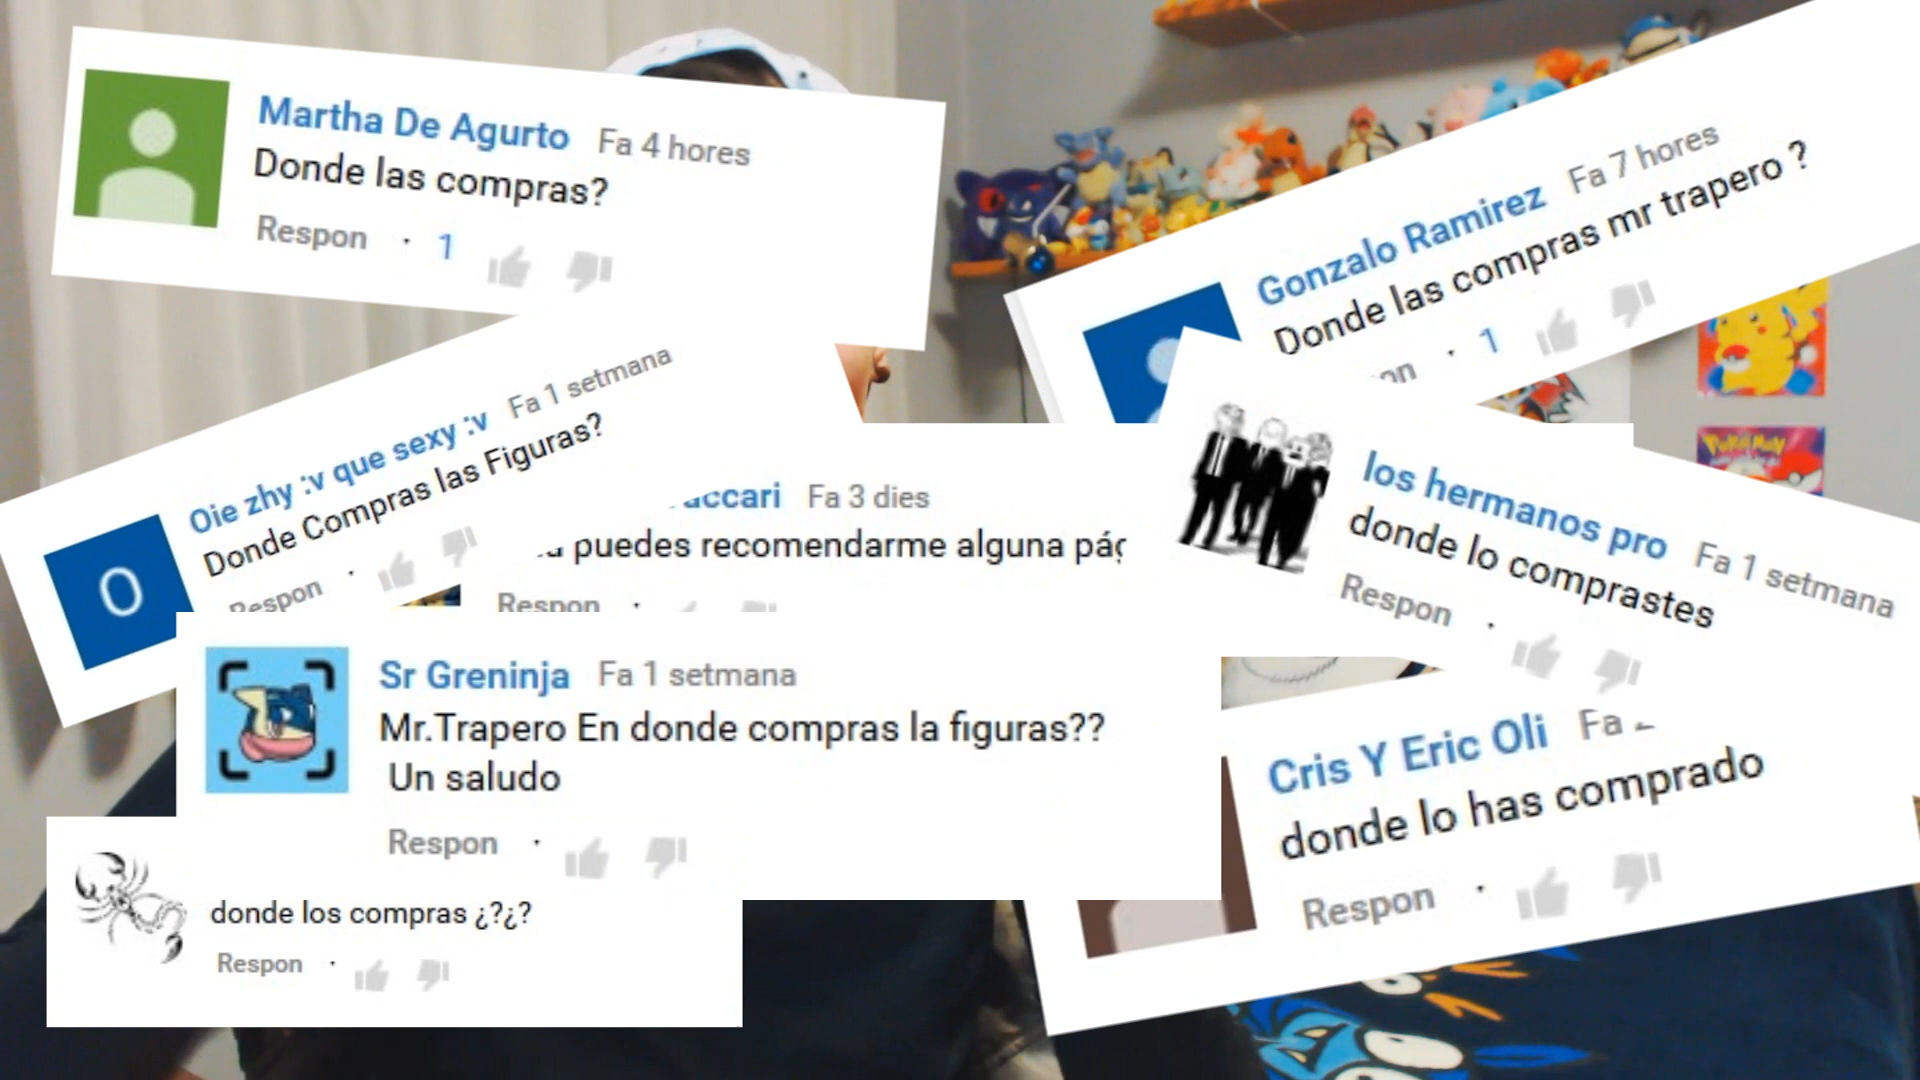 Martha De Agurto Fa 4 hores
Donde las compras?
Respon · 1
Gonzalo Ramirez Fa 7 hores
Donde las compras mr trapero ?
· 1
Oie zhy :v que sexy :v Fa 1 setmana
Donde Compras las Figuras?
Respon ·
O
Fa 3 dies
puedes recomendarme alguna
Respon ·
los hermanos pro Fa 1 setmana
donde lo comprastes
Respon ·
POKéMON
Sr Greninja Fa 1 setmana
Mr.Trapero En donde compras la figuras??
Un saludo
Respon ·
Cris Y Eric Oli Fa
donde lo has comprado
Respon ·
donde los compras ¿?¿?
Respon ·